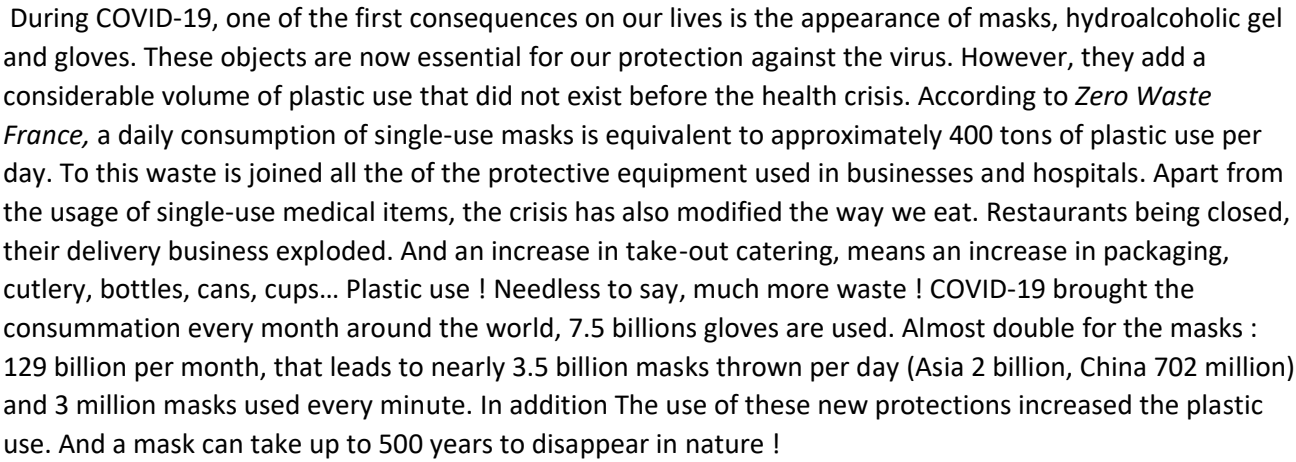 During COVID-19, one of the first consequences on our lives is the appearance of masks, hydroalcoholic gel
and gloves. These objects are now essential for our protection against the virus. However, they add a
considerable volume of plastic use that did not exist before the health crisis. According to Zero Waste
France, a daily consumption of single-use masks is equivalent to approximately 400 tons of plastic use per
day. To this waste is joined all the of the protective equipment used in businesses and hospitals. Apart from
the usage of single-use medical items, the crisis has also modified the way we eat. Restaurants being closed,
their delivery business exploded. And an increase in take-out catering, means an increase in packaging,
cutlery, bottles, cans, cups… Plastic use ! Needless to say, much more waste ! COVID-19 brought the
consummation every month around the world, 7.5 billions gloves are used. Almost double for the masks :
129 billion per month, that leads to nearly 3.5 billion masks thrown per day (Asia 2 billion, China 702 million)
and 3 million masks used every minute. In addition The use of these new protections increased the plastic
use. And a mask can take up to 500 years to disappear in nature !